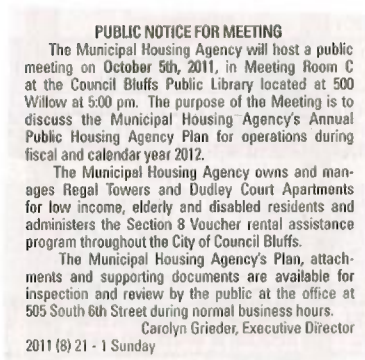 PUBLIC NOTICE FOR MEETING
The Municipal Housing Agency will host a public
meeting on October 5th, 2011, in Meeting Room C
at the Council Bluffs Public Library located at 500
Willow at 5:00 pm. The purpose of the Meeting is to
discuss the Municipal Housing Agency's Annual
Public Housing Agency Plan for operations during
fiscal and calendar year 2012.
The Municipal Housing Agency owns and man-
ages Regal Towers and Dudley Court Apartments
for low income, elderly and disabled residents and
administers the Section 8 Voucher rental assistance
program throughout the City of Council Bluffs.
The Municipal Housing Agency's Plan, attach-
ments and supporting documents are available for
inspection and review by the public at the office at
505 South 6th Street during normal business hours.
Carolyn Grieder, Executive Director
2011 (8) 21 - 1 Sunday